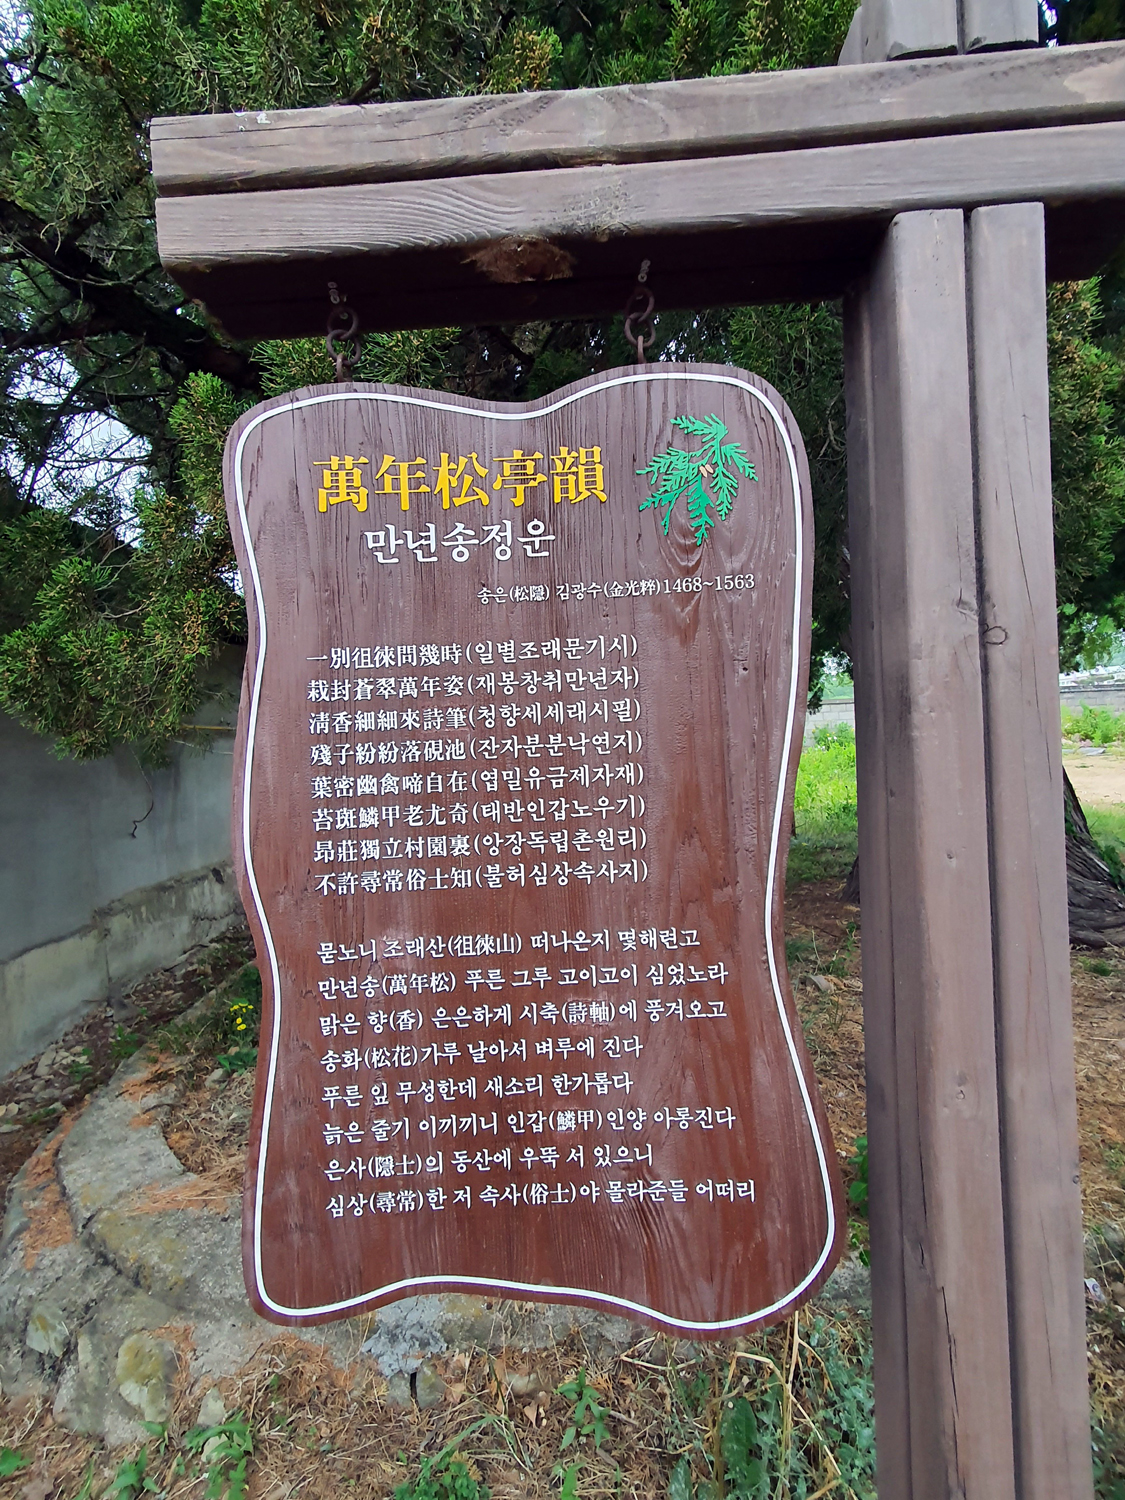 萬年松亭韻
만년송정운
송은(松隱) 김광수(金光粹)1468~1563
一別徂徠問幾時(일별조래문기시)
栽封蒼翠萬年姿(재봉창취만년자)
淸香細細來詩筆(청향세세래시필)
殘子紛紛落硯池(잔자분분낙연지)
葉密幽禽啼自在(엽밀유금제자재)
苔斑鱗甲老尤奇(태반인갑노우기)
昻莊獨立村園裏(앙장독립촌원리)
不許尋常俗士知(불허심상속사지)
묻노니 조래산(徂徠山) 떠나온지 몇해런고
만년송(萬年松) 푸른 그루 고이고이 심었노라
맑은 향(香) 은은하게 시축(詩軸)에 풍겨오고
송화(松花)가루 날아서 벼루에 진다
푸른 잎 무성한데 새소리 한가롭다
늙은 줄기 이끼끼니 인갑(鱗甲)인양 아롱진다
은사(隱士)의 동산에 우뚝 서 있으니
심상(尋常)한 저 속사(俗士)야 몰라준들 어떠리